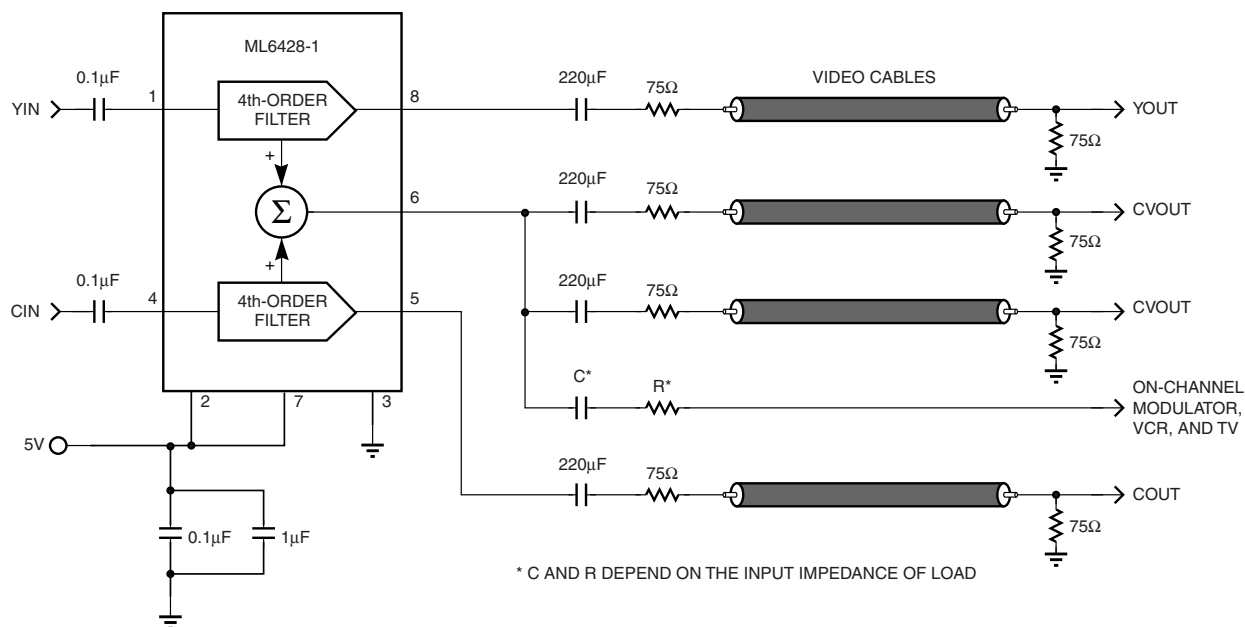 ML6428-1
0.1µF
YIN
1
4th-ORDER
FILTER
8
220µF
75Ω
VIDEO CABLES
YOUT
75Ω
+
Σ
6
220µF
75Ω
CVOUT
75Ω
+
0.1µF
CIN
4
4th-ORDER
FILTER
5
220µF
75Ω
CVOUT
75Ω
2
7
3
C*
R*
ON-CHANNEL
MODULATOR,
VCR, AND TV
5V
220µF
75Ω
COUT
75Ω
0.1µF
1µF
* C AND R DEPEND ON THE INPUT IMPEDANCE OF LOAD